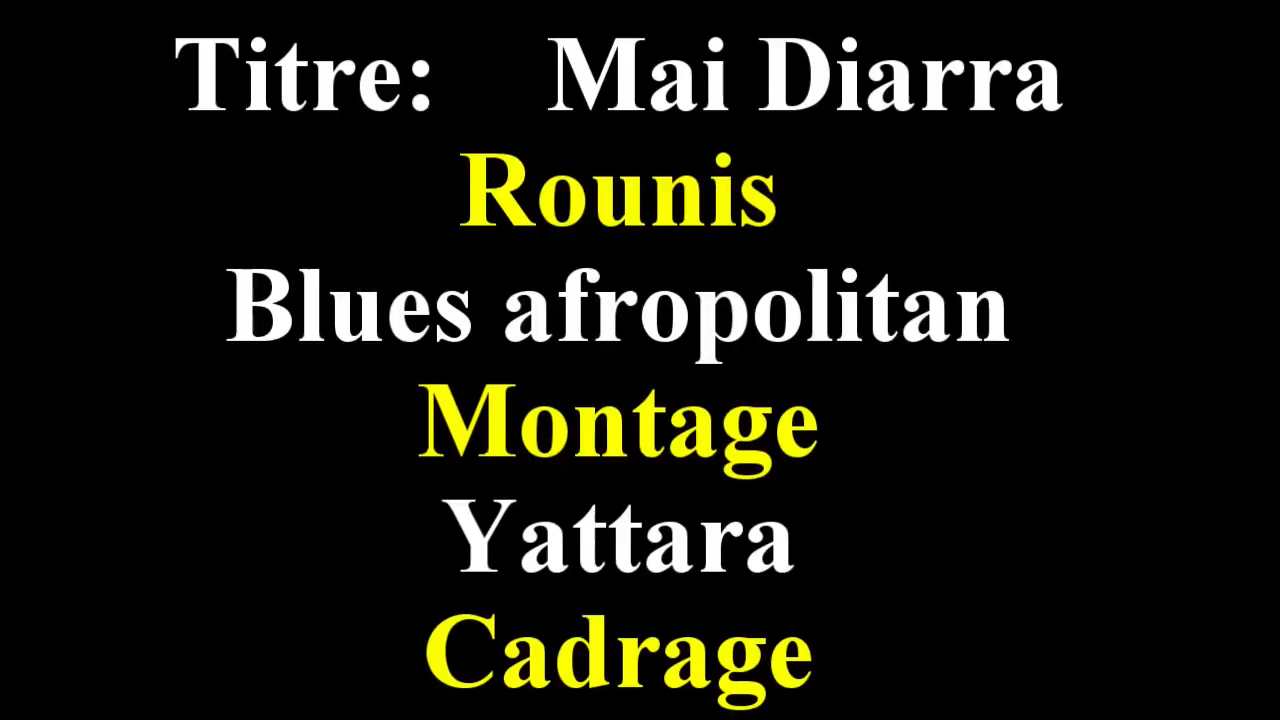 Titre: Mai Diarra
Rounis
Blues afropolitan
Montage
Yattara
Cadrage